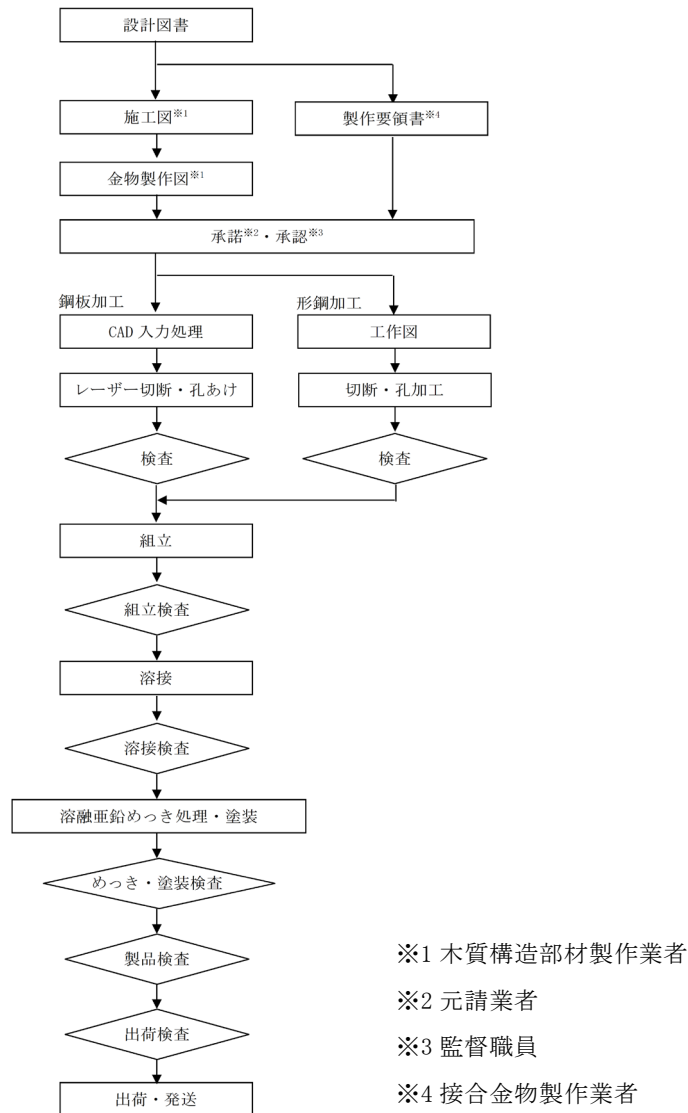 設計図書
施工図※1
製作要領書※4
金物製作図※1
承諾※2・承認※3
鋼板加工
形鋼加工
CAD 入力処理
工作図
レーザー切断・孔あけ
切断・孔加工
検査
検査
組立
組立検査
溶接
溶接検査
溶融亜鉛めっき処理・塗装
めっき・塗装検査
製品検査
出荷検査
出荷・発送
※1 木質構造部材製作業者
※2 元請業者
※3 監督職員
※4 接合金物製作業者